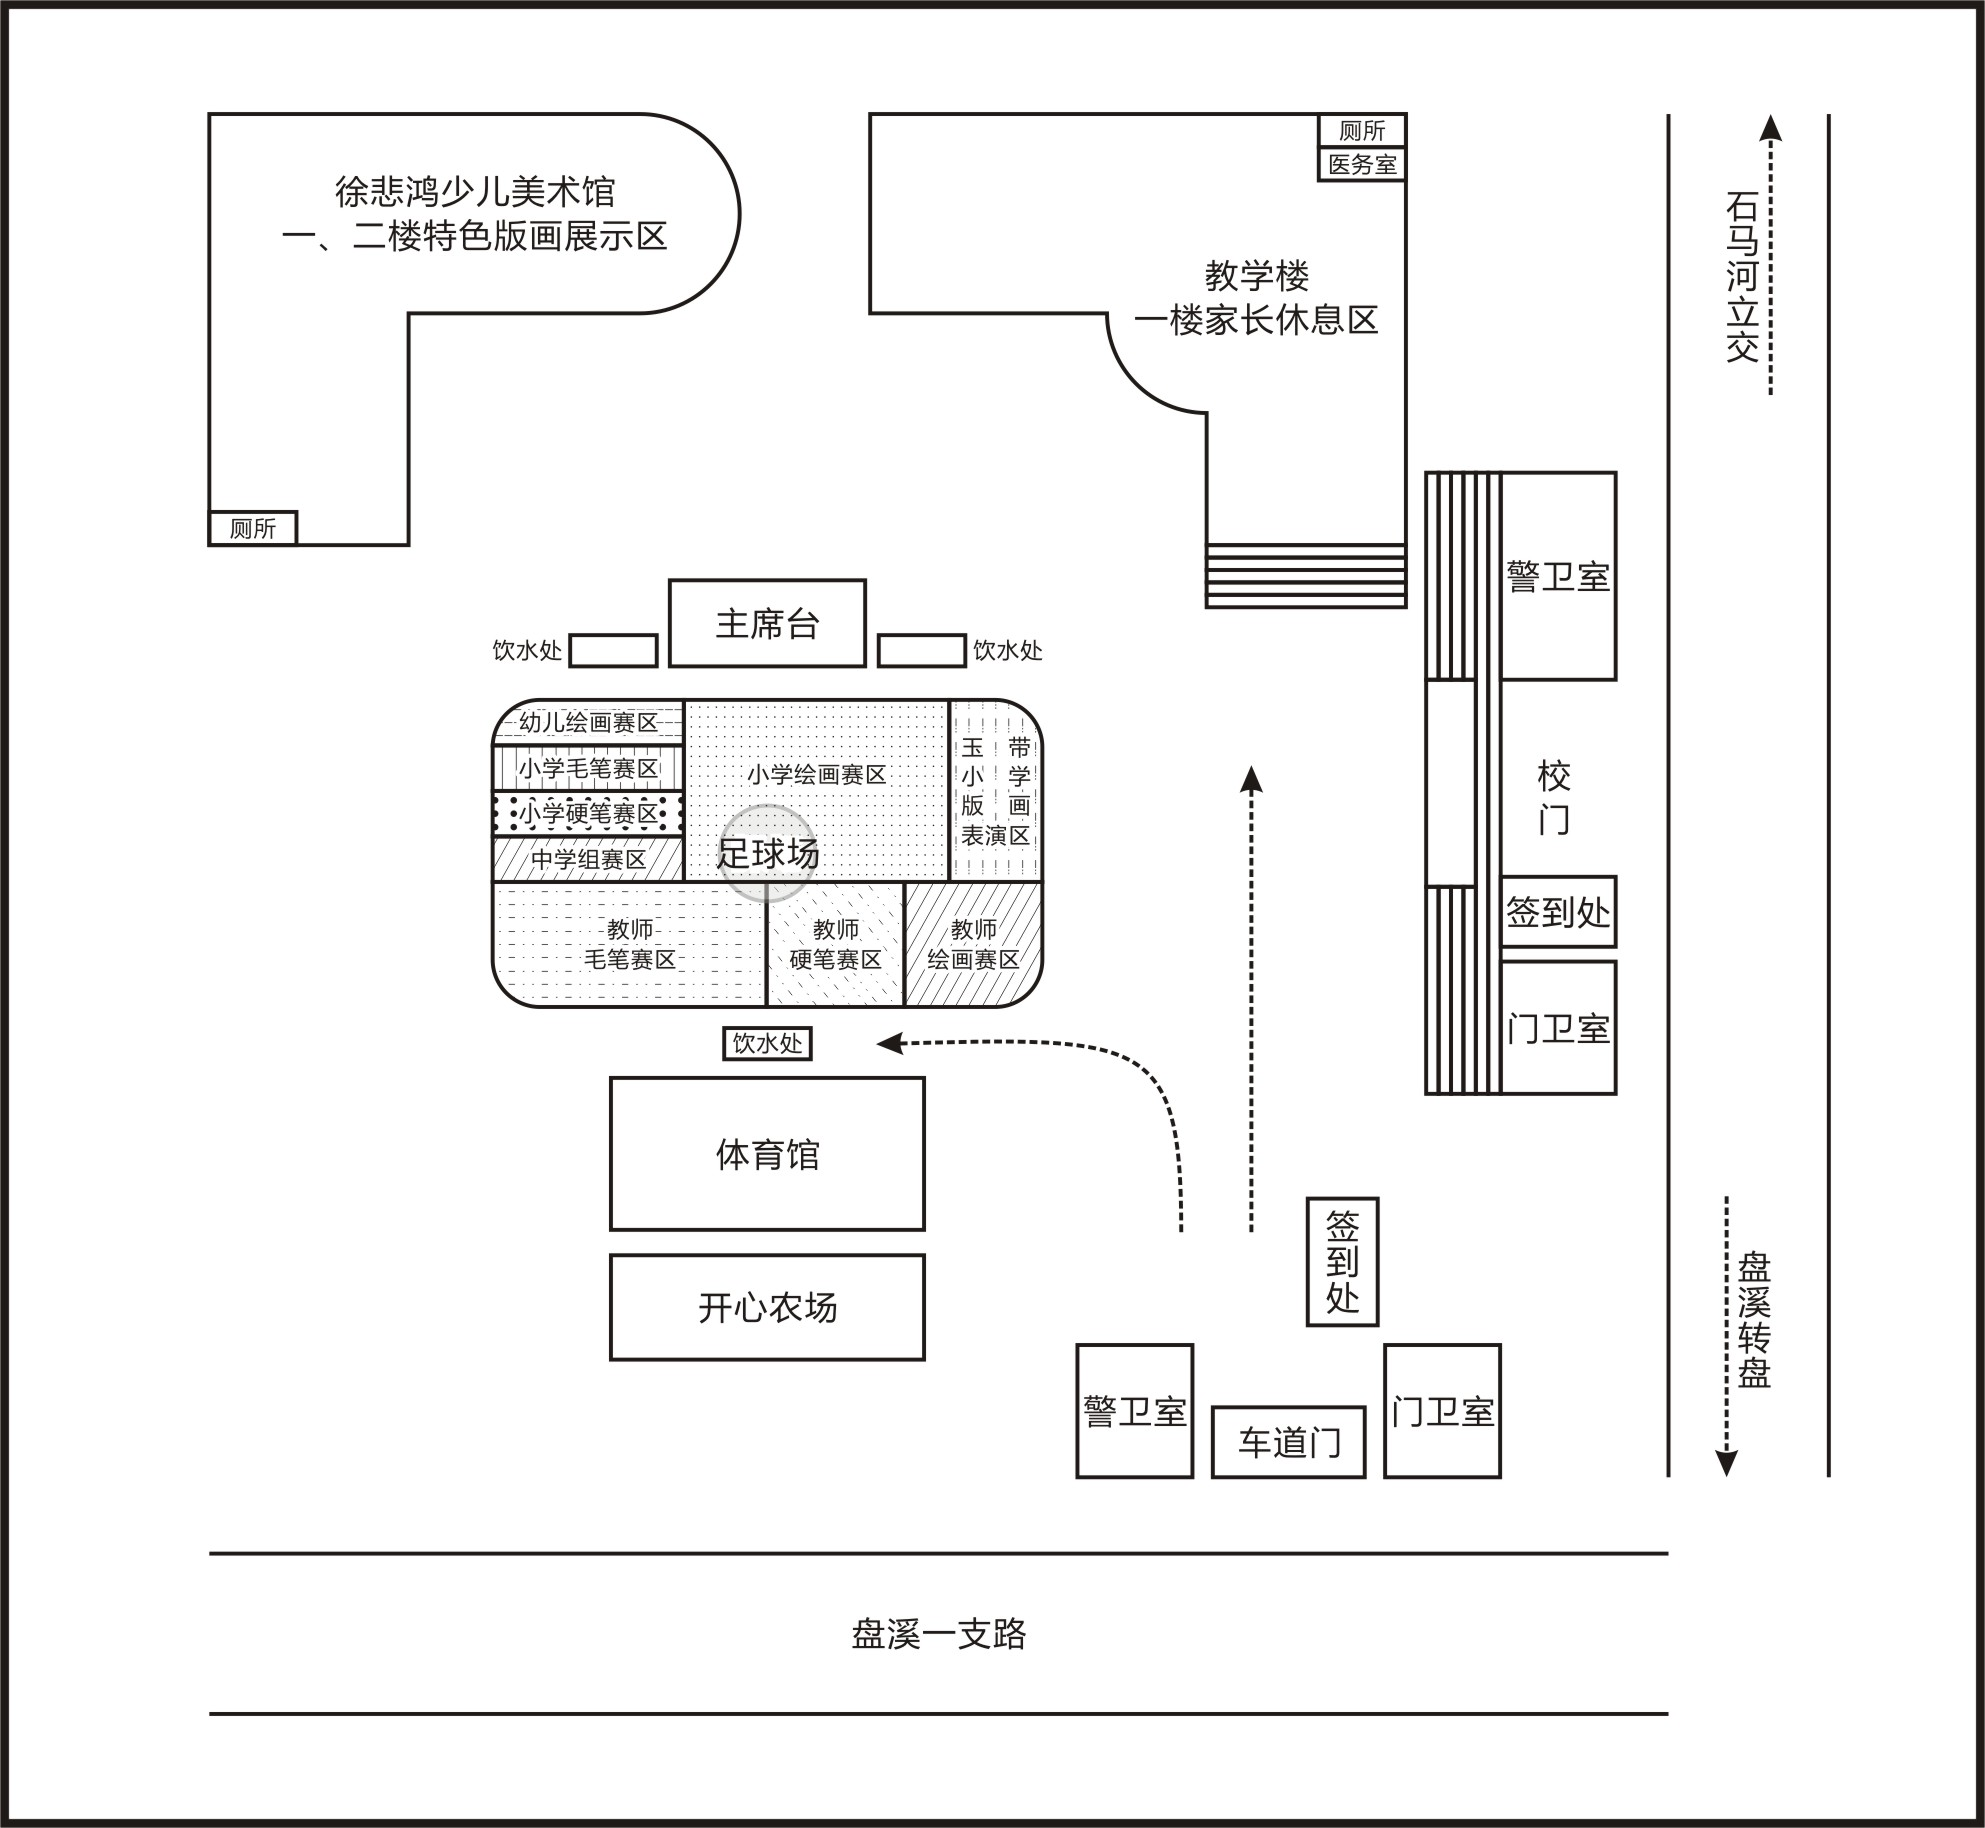 徐悲鸿少儿美术馆
一、二楼特色版画展示区
厕所
厕所
医务室
教学楼
一楼家长休息区
石马河立交
警卫室
校
门
签到处
门卫室
主席台
饮水处
饮水处
幼儿绘画赛区
小学毛笔赛区
小学硬笔赛区
中学组赛区
小学绘画赛区
足球场
玉带
小学
版画
表演区
教师
毛笔赛区
教师
硬笔赛区
教师
绘画赛区
饮水处
体育馆
开心农场
签到处
警卫室
车道门
门卫室
盘溪转盘
盘溪一支路